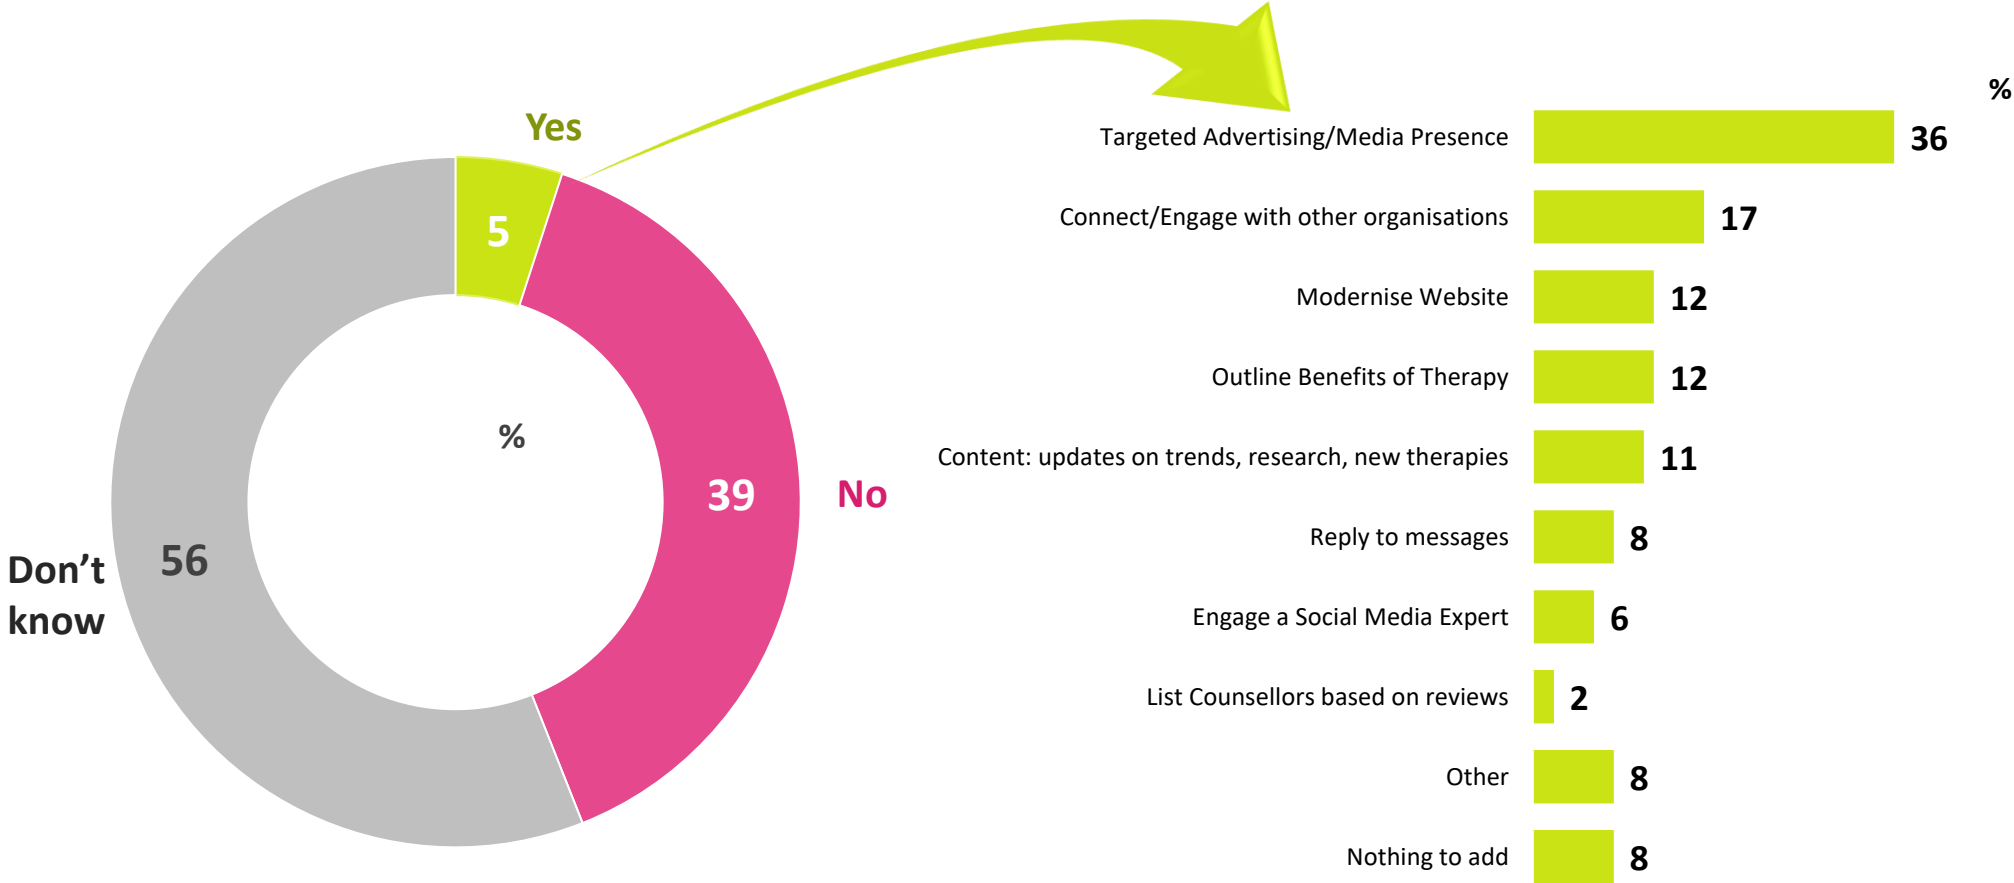 Yes
5
%
39
No
56
Don’t
know
%
Targeted Advertising/Media Presence 36
Connect/Engage with other organisations 17
Modernise Website 12
Outline Benefits of Therapy 12
Content: updates on trends, research, new therapies 11
Reply to messages 8
Engage a Social Media Expert 6
List Counsellors based on reviews 2
Other 8
Nothing to add 8